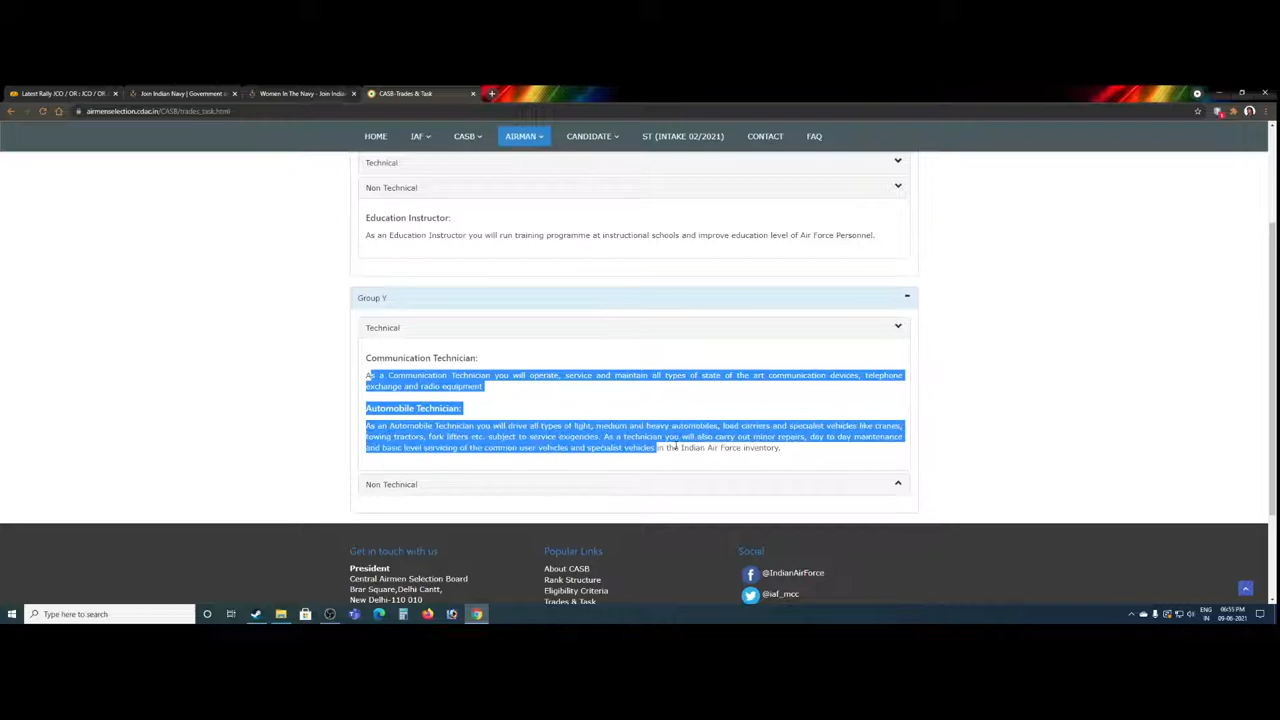 Latest Rally JCO / OR : JCO / OR
Join Indian Navy | Government o
Women In The Navy - Join India
CASB-Trades & Task
airmenselection.cdac.in/CASB/trades_task.html
HOME IAF CASB AIRMAN CANDIDATE ST (INTAKE 02/2021) CONTACT FAQ
Technical
Non Technical
Education Instructor:
As an Education Instructor you will run training programme at instructional schools and improve education level of Air Force Personnel.
Group Y
Technical
Communication Technician:
As a Communication Technician you will operate, service and maintain all types of state of the art communication devices, telephone
exchange and radio equipment
Automobile Technician:
As an Automobile Technician you will drive all types of light, medium and heavy automobiles, load carriers and specialist vehicles like cranes,
towing tractors, fork lifters etc. subject to service exigencies. As a technician you will also carry out minor repairs, day to day maintenance
and basic level servicing of the common user vehicles and specialist vehicles in the Indian Air Force inventory.
Non Technical
Get in touch with us
President
Central Airmen Selection Board
Brar Square,Delhi Cantt,
New Delhi-110 010
Popular Links
About CASB
Rank Structure
Eligibility Criteria
Trades & Task
Social
@IndianAirForce
@iaf_mcc
Type here to search
ENG
IN
06:55 PM
09-06-2021